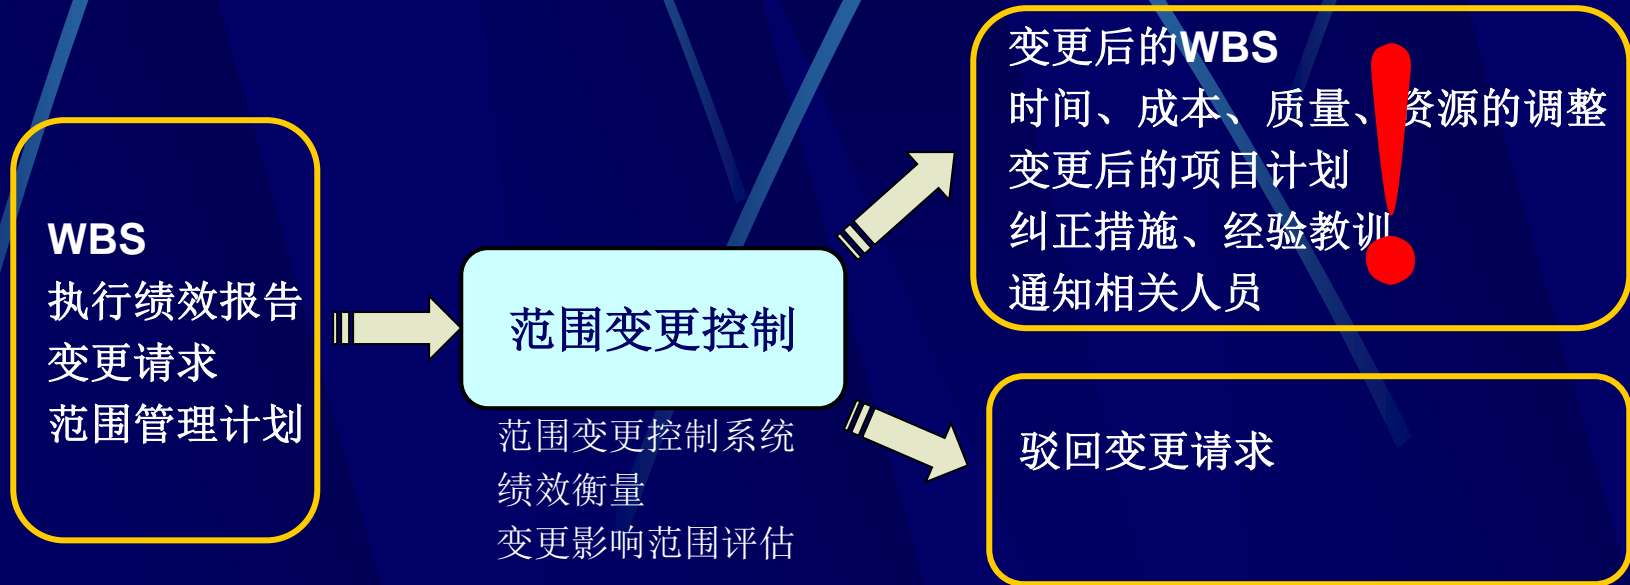 WBS
执行绩效报告
变更请求
范围管理计划
范围变更控制
范围变更控制系统
绩效衡量
变更影响范围评估
变更后的WBS
时间、成本、质量、资源的调整
变更后的项目计划
纠正措施、经验教训
通知相关人员
!
驳回变更请求